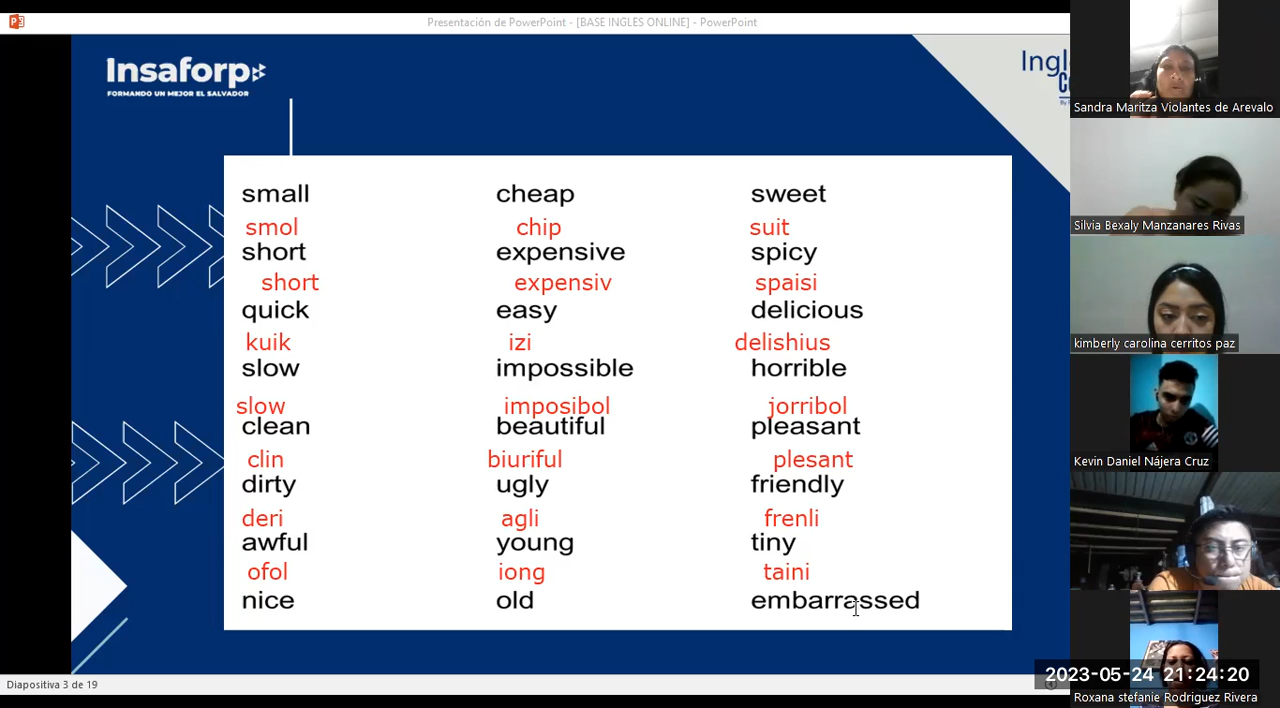 Presentación de PowerPoint - [BASE INGLES ONLINE] - PowerPoint
Insaforp
FORMANDO UN MEJOR EL SALVADOR
small cheap sweet
smol chip suit
short expensive spicy
short expensiv spaisi
quick easy delicious
kuik izi delishius
slow impossible horrible
slow imposibol jorribol
clean beautiful pleasant
clin biuriful plesant
dirty ugly friendly
deri agli frenli
awful young tiny
ofol iong taini
nice old embarrassed
Diapositiva 3 de 19
Sandra Maritza Violantes de Arevalo
Silvia Bexaly Manzanares Rivas
kimberly carolina cerritos paz
Kevin Daniel Nájera Cruz
2023-05-24 21:24:20
Roxana stefanie Rodriguez Rivera